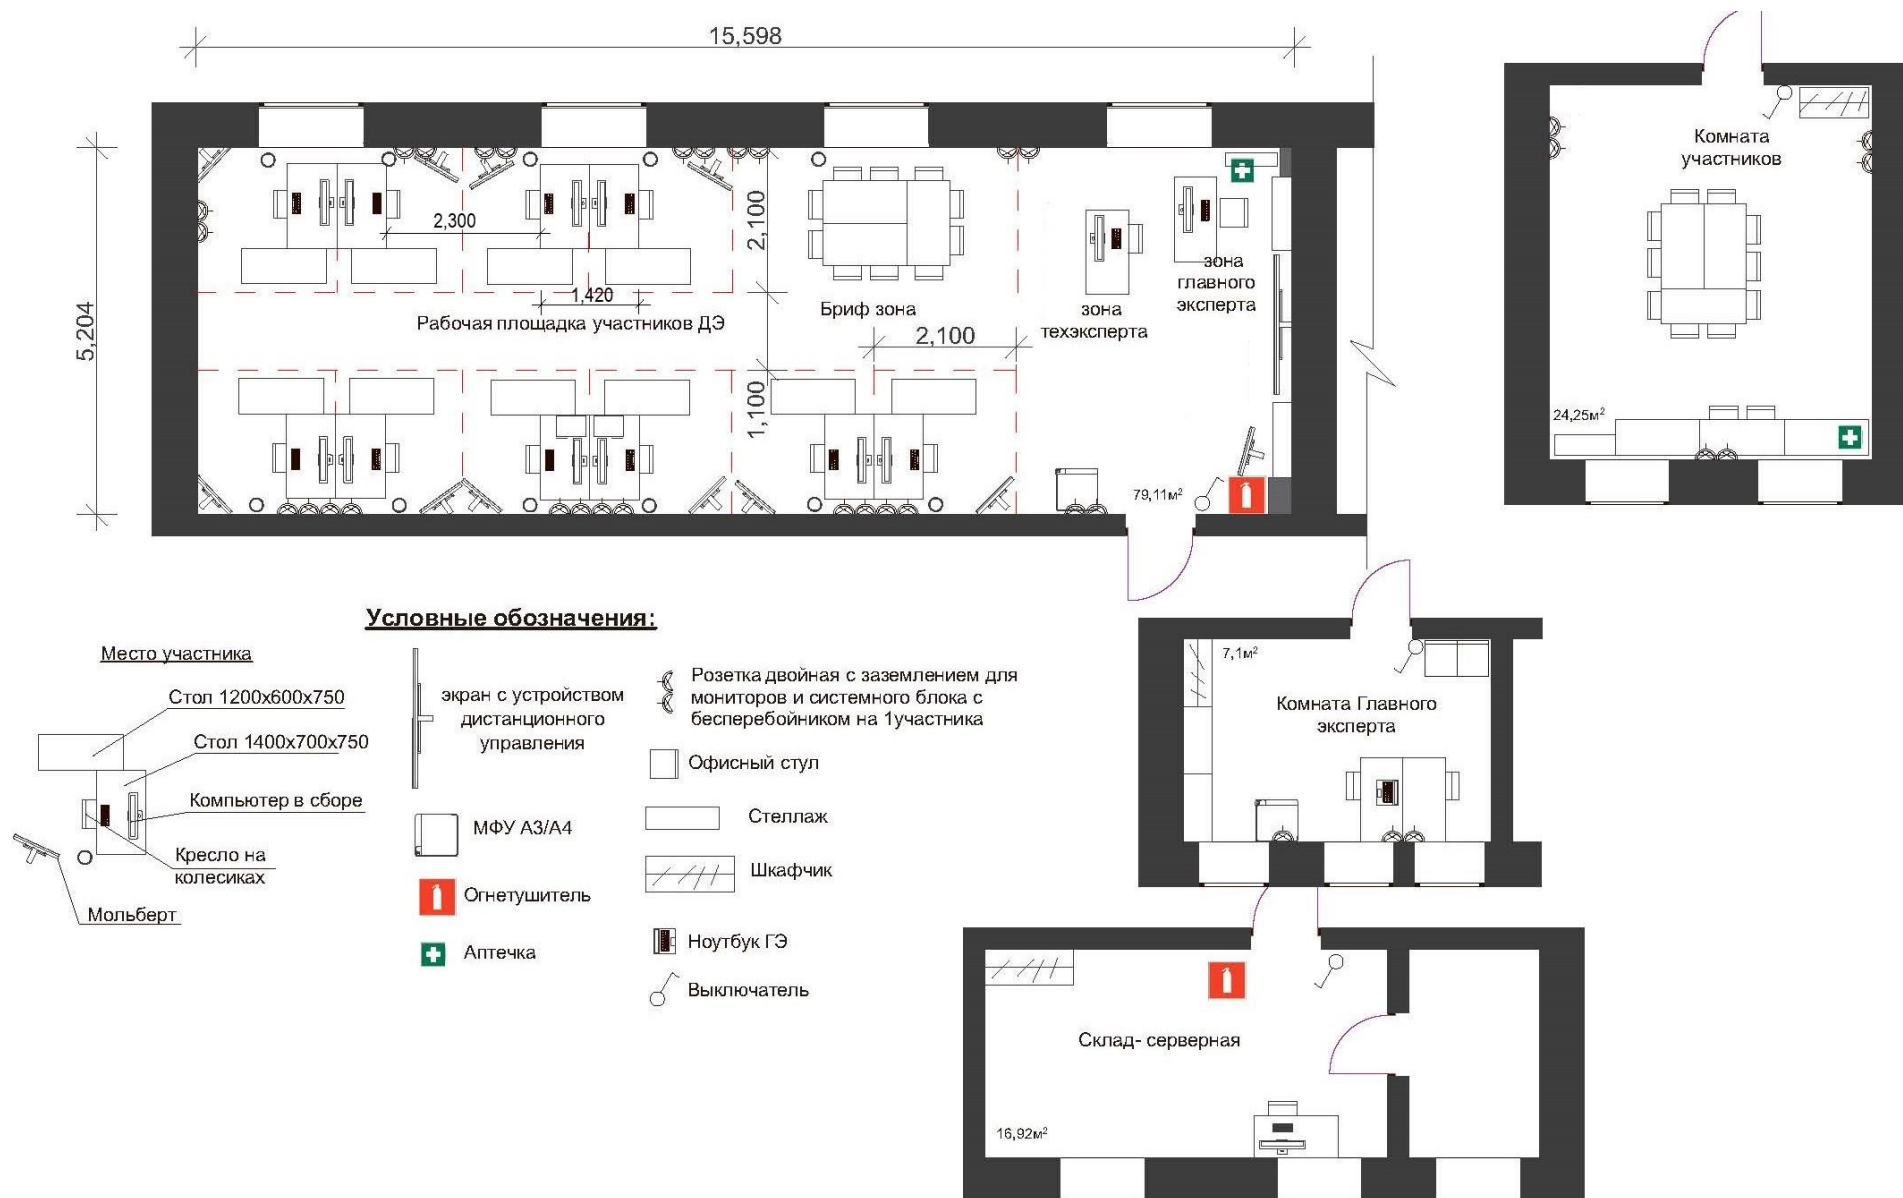 15,598
5,204
2,300
2,100
1,420
Рабочая площадка участников ДЭ
Бриф зона
2,100
1,100
зона
техэксперта
зона
главного
эксперта
79,11м²
Комната
участников
24,25м²
Условные обозначения:
Место участника
Стол 1200х600х750
Стол 1400х700х750
Компьютер в сборе
Кресло на
колесиках
Мольберт
экран с устройством
дистанционного
управления
МФУ А3/А4
Огнетушитель
Аптечка
Розетка двойная с заземлением для
мониторов и системного блока с
бесперебойником на 1участника
Офисный стул
Стеллаж
Шкафчик
Ноутбук ГЭ
Выключатель
7,1м²
Комната Главного
эксперта
Склад- серверная
16,92м²